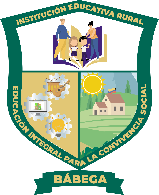 INSTITUCIÓN EDUCATIVA RURAL
EDUCACIÓN INTEGRAL PARA LA CONVIVENCIA SOCIAL
BÁBEGA